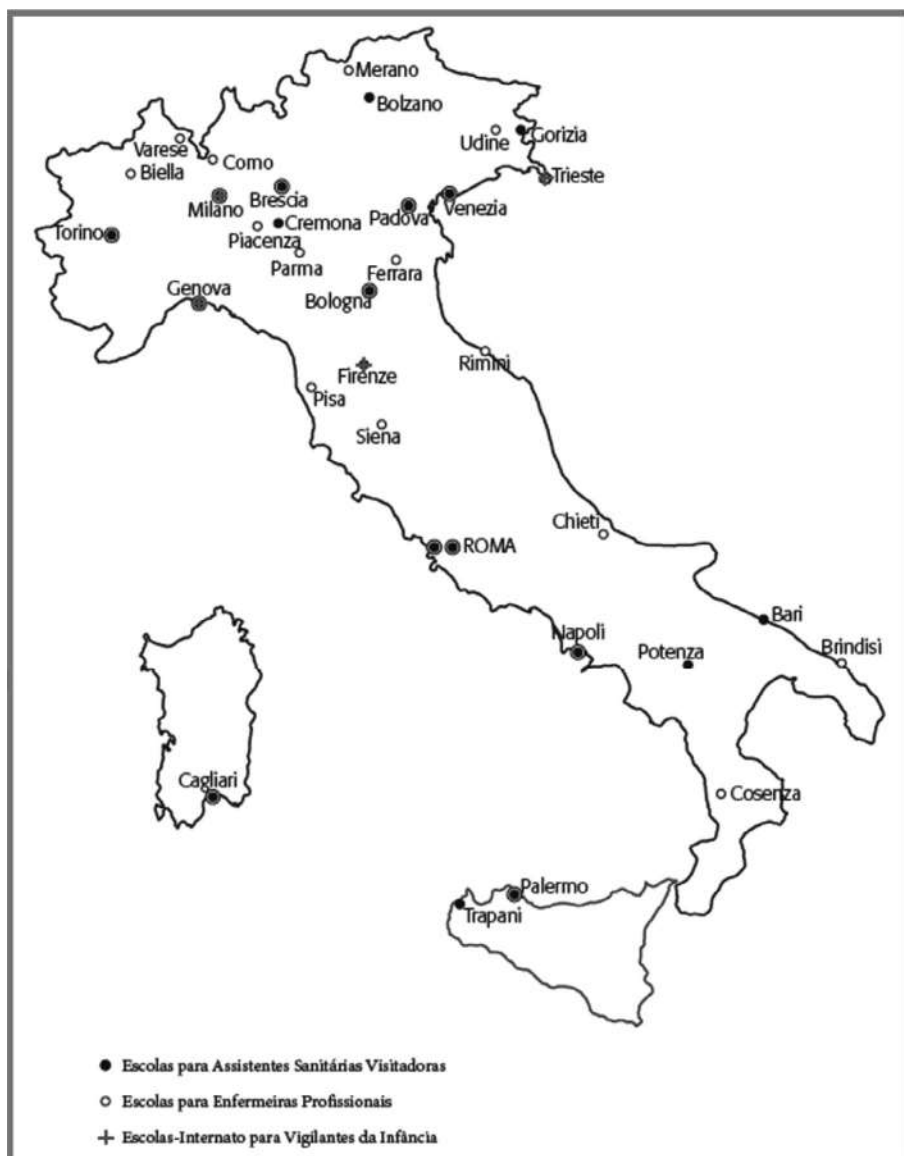 Merano
Bolzano
Udine
Gorizia
Varese
Como
Biella
Trieste
Milano
Brescia
Padova
Venezia
Torino
Cremona
Piacenza
Parma
Ferrara
Genova
Bologna
Rimini
Firenze
Pisa
Siena
Chieti
ROMA
Bari
Napoli
Potenza
Brindisi
Cagliari
Cosenza
Palermo
Trapani
Escolas para Assistentes Sanitárias Visitadoras
Escolas para Enfermeiras Profissionais
Escolas-Internato para Vigilantes da Infância